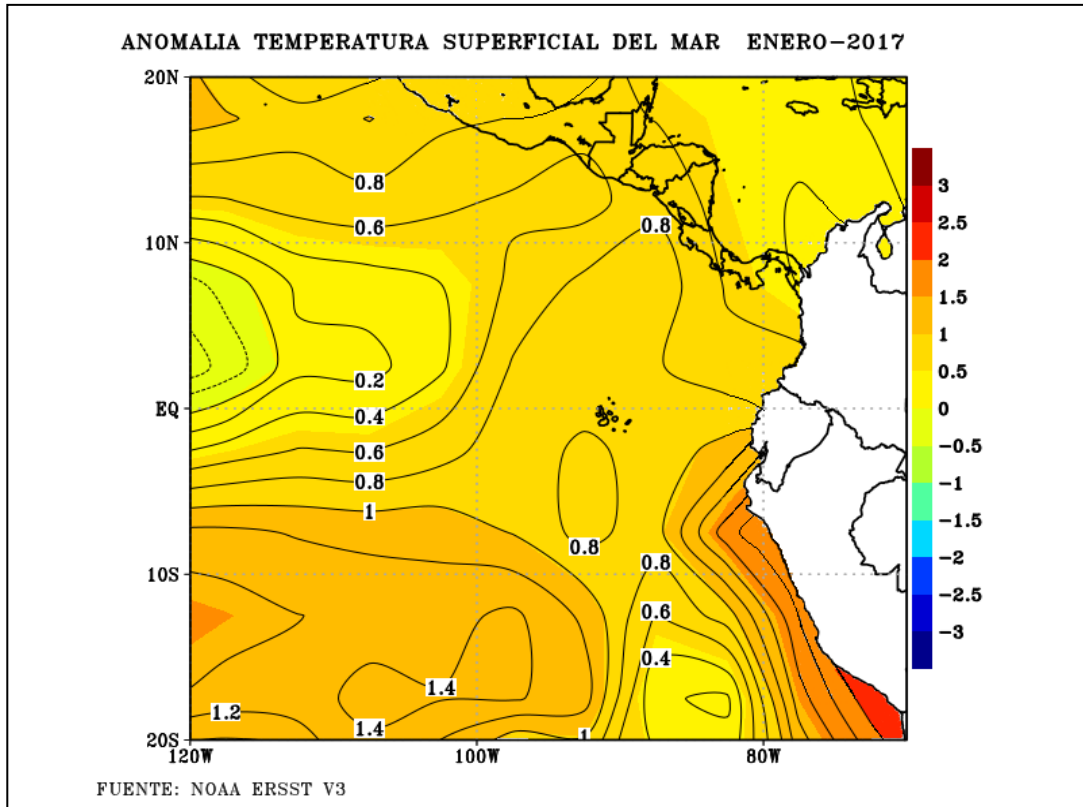 ANOMALIA TEMPERATURA SUPERFICIAL DEL MAR ENERO-2017
20N
0.8
0.6
0.8
10N
0.2
EQ
0.4
0.6
0.8
1
0.8
0.8
10S
0.6
0.4
1.4
1.2
1.4
1
20S
120W
100W
80W
3
2.5
2
1.5
1
0.5
0
-0.5
-1
-1.5
-2
-2.5
-3
FUENTE: NOAA ERSST V3